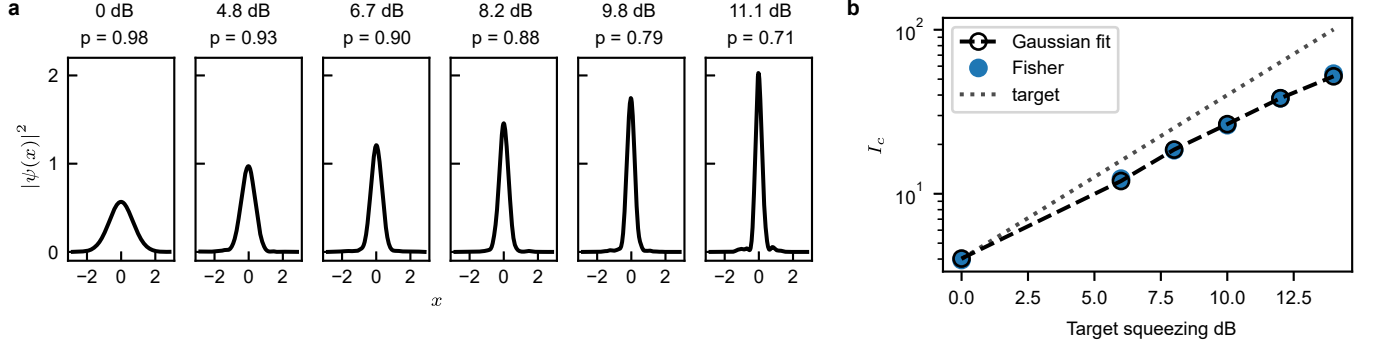 a
0 dB 4.8 dB 6.7 dB 8.2 dB 9.8 dB 11.1 dB
p = 0.98 p = 0.93 p = 0.90 p = 0.88 p = 0.79 p = 0.71
2
1
0
|ψ(x)|²
−2 0 2 −2 0 2 −2 0 2 −2 0 2 −2 0 2 −2 0 2
x
b
10²
10¹
I_c
Gaussian fit
Fisher
target
0.0 2.5 5.0 7.5 10.0 12.5
Target squeezing dB